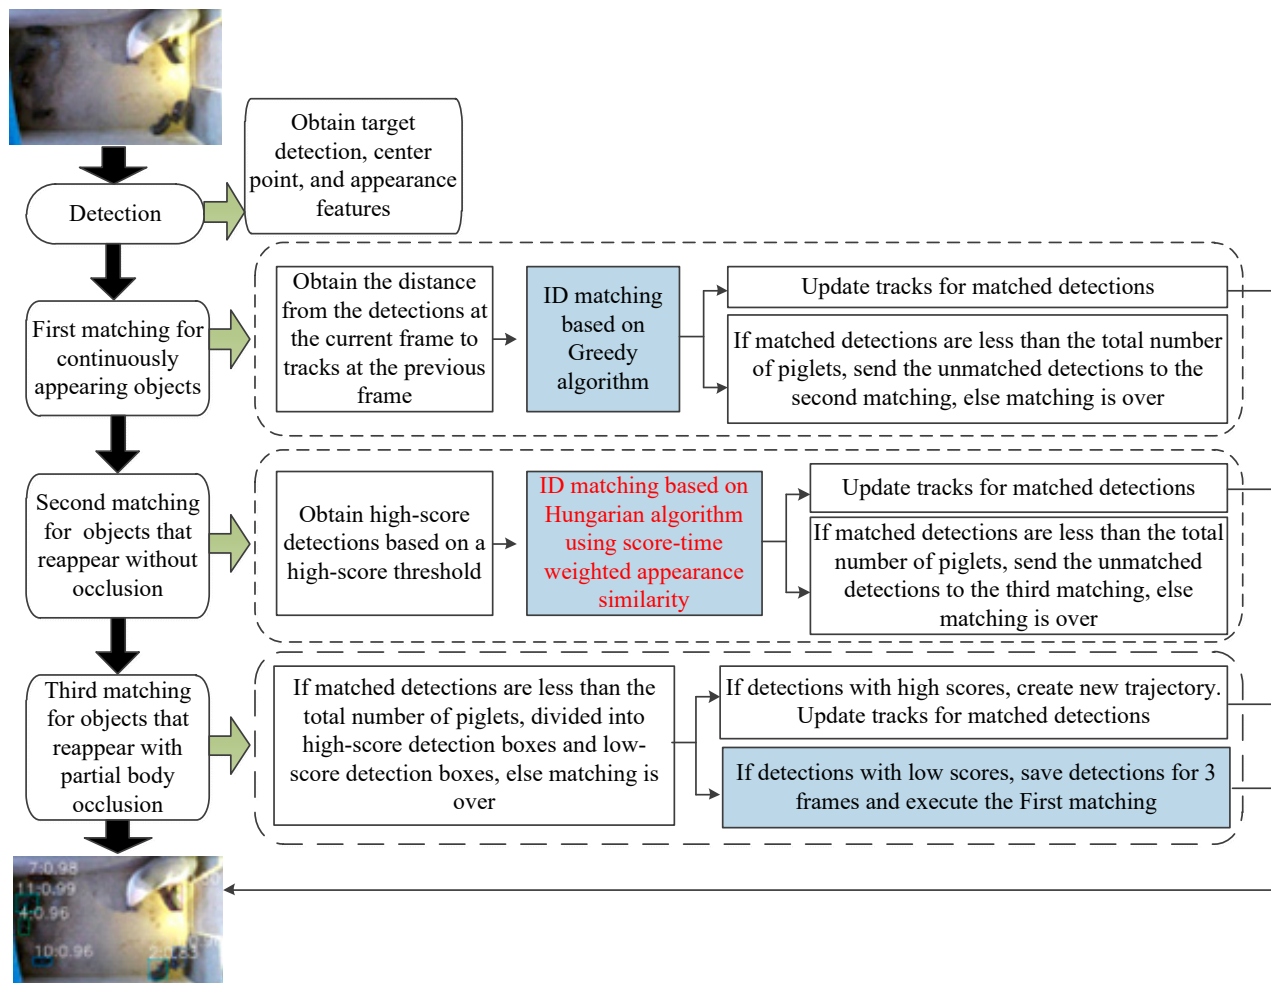 Obtain target
detection, center
point, and appearance
features
Detection
First matching for
continuously
appearing objects
Obtain the distance
from the detections at
the current frame to
tracks at the previous
frame
ID matching
based on
Greedy
algorithm
Update tracks for matched detections
If matched detections are less than the total number
of piglets, send the unmatched detections to the
second matching, else matching is over
Second matching
for objects that
reappear without
occlusion
Obtain high-score
detections based on a
high-score threshold
ID matching based on
Hungarian algorithm
using score-time
weighted appearance
similarity
Update tracks for matched detections
If matched detections are less than the total
number of piglets, send the unmatched
detections to the third matching, else
matching is over
Third matching
for objects that
reappear with
partial body
occlusion
If matched detections are less than the
total number of piglets, divided into
high-score detection boxes and low-
score detection boxes, else matching is
over
If detections with high scores, create new trajectory.
Update tracks for matched detections
If detections with low scores, save detections for 3
frames and execute the First matching
7:0.98
11:0.99
4:0.96
10:0.96
2:0.83